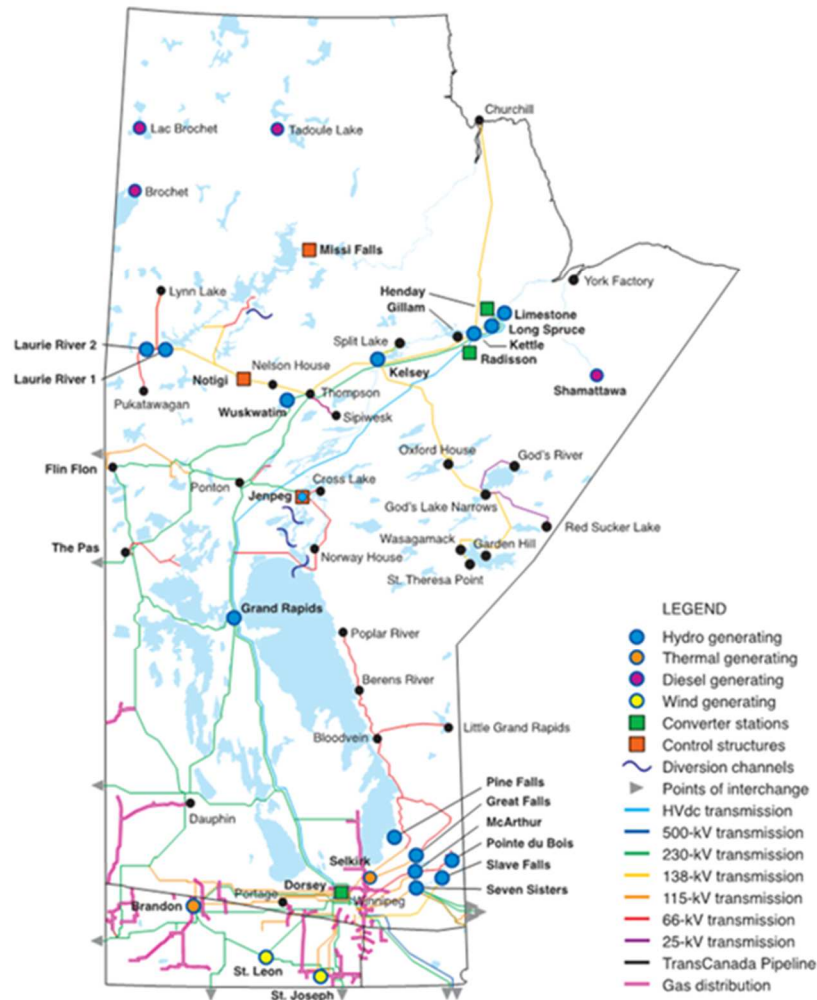 Churchill
Lac Brochet
Tadoule Lake
Brochet
Missi Falls
York Factory
Lynn Lake
Henday
Gillam
Limestone
Long Spruce
Kettle
Radisson
Split Lake
Laurie River 2
Laurie River 1
Notigi
Nelson House
Kelsey
Thompson
Shamattawa
Pukatawagan
Wuskwatim
Sipiwesk
Oxford House
God's River
Flin Flon
Ponton
Cross Lake
Jenpeg
God's Lake Narrows
Red Sucker Lake
The Pas
Norway House
Wasagamack
Garden Hill
St. Theresa Point
Grand Rapids
Poplar River
Berens River
Little Grand Rapids
Bloodvein
Pine Falls
Great Falls
McArthur
Pointe du Bois
Slave Falls
Seven Sisters
Dauphin
Selkirk
Dorsey
Portage
Winnipeg
Brandon
St. Leon
St. Joseph
LEGEND
Hydro generating
Thermal generating
Diesel generating
Wind generating
Converter stations
Control structures
Diversion channels
Points of interchange
HVdc transmission
500-kV transmission
230-kV transmission
138-kV transmission
115-kV transmission
66-kV transmission
25-kV transmission
TransCanada Pipeline
Gas distribution